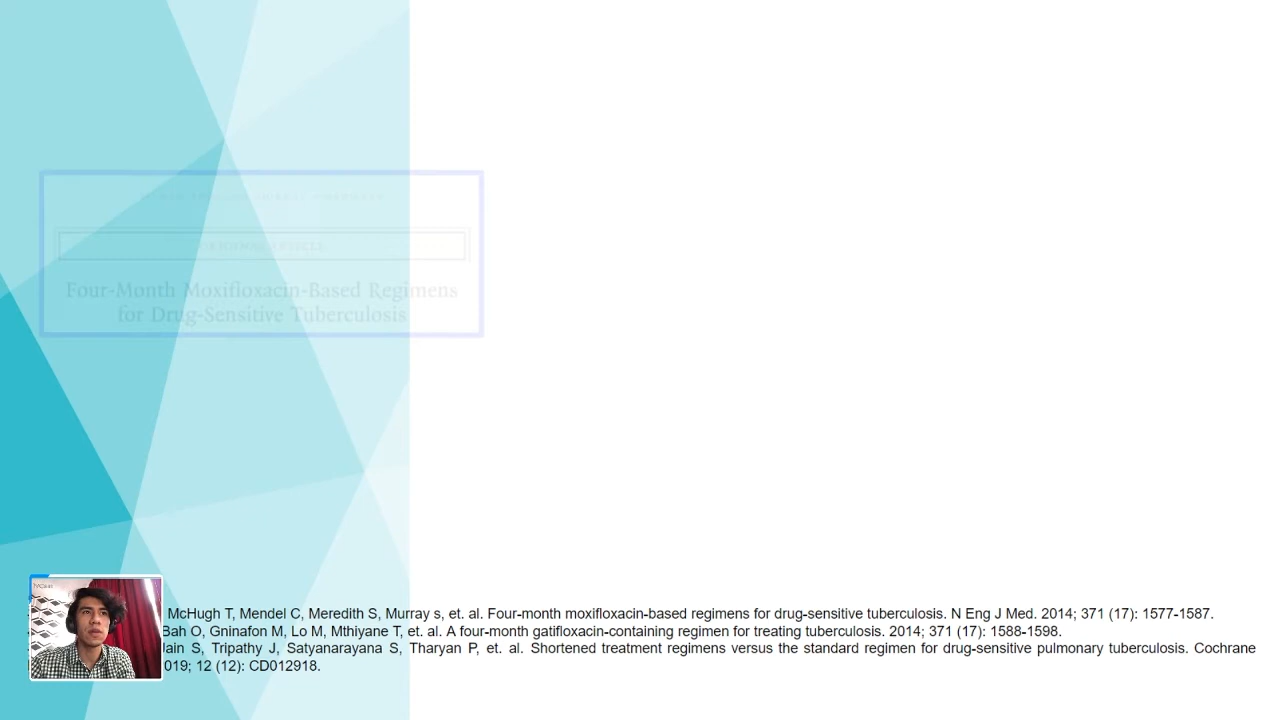 Four-Month Moxifloxacin-Based Regimens
for Drug-Sensitive Tuberculosis
McHugh T, Mendel C, Meredith S, Murray s, et. al. Four-month moxifloxacin-based regimens for drug-sensitive tuberculosis. N Eng J Med. 2014; 371 (17): 1577-1587.
Bah O, Gninafon M, Lo M, Mthiyane T, et. al. A four-month gatifloxacin-containing regimen for treating tuberculosis. 2014; 371 (17): 1588-1598.
Jain S, Tripathy J, Satyanarayana S, Tharyan P, et. al. Shortened treatment regimens versus the standard regimen for drug-sensitive pulmonary tuberculosis. Cochrane
019; 12 (12): CD012918.